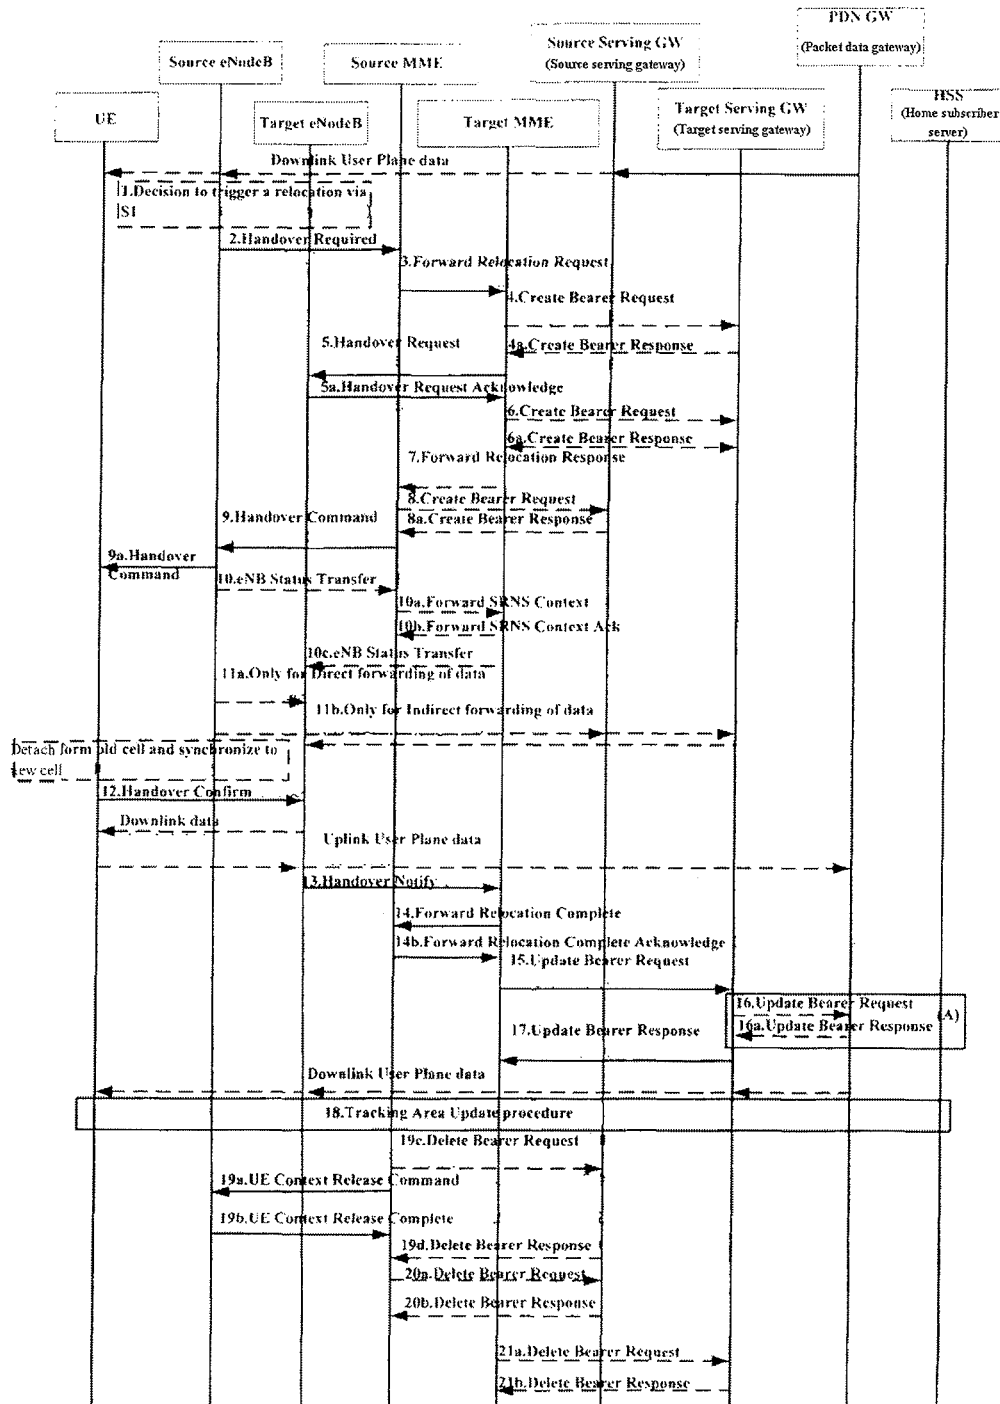 PDN GW
(Packet data gateway)
Source Serving GW
(Source serving gateway)
Source eNodeB
Source MME
HSS
(Home subscriber
server)
UE
Target eNodeB
Target MME
Target Serving GW
(Target serving gateway)
Downlink User Plane data
1.Decision to trigger a relocation via
S1
2.Handover Required
3.Forward Relocation Request
4.Create Bearer Request
5.Handover Request
4a.Create Bearer Response
5a.Handover Request Acknowledge
6.Create Bearer Request
6a.Create Bearer Response
7.Forward Relocation Response
8.Create Bearer Request
9.Handover Command
8a.Create Bearer Response
9a.Handover
Command
10.eNB Status Transfer
10a.Forward SRNS Context
10b.Forward SRNS Context Ack
10c.eNB Status Transfer
11a.Only for Direct forwarding of data
11b.Only for Indirect forwarding of data
Detach form old cell and synchronize to
new cell
12.Handover Confirm
Downlink data
Uplink User Plane data
13.Handover Notify
14.Forward Relocation Complete
14b.Forward Relocation Complete Acknowledge
15.Update Bearer Request
16.Update Bearer Request
(A)
17.Update Bearer Response
16a.Update Bearer Response
Downlink User Plane data
18.Tracking Area Update procedure
19c.Delete Bearer Request
19a.UE Context Release Command
19b.UE Context Release Complete
19d.Delete Bearer Response
20a.Delete Bearer Request
20b.Delete Bearer Response
21a.Delete Bearer Request
21b.Delete Bearer Response